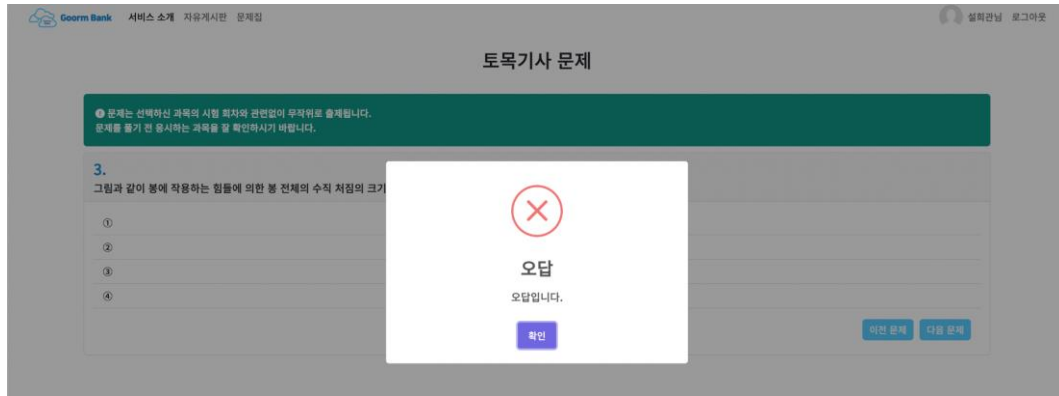 Goorm Bank 서비스 소개 자유게시판 문제집 설희관님 로그아웃
토목기사 문제
문제는 선택하신 과목의 시험 회차와 관련없이 무작위로 출제됩니다.
문제를 풀기 전 응시하는 과목을 잘 확인하시기 바랍니다.
3.
그림과 같이 봉에 작용하는 힘들에 의한 봉 전체의 수직 처짐의 크기
①
②
③
④
오답
오답입니다.
확인
이전 문제 다음 문제